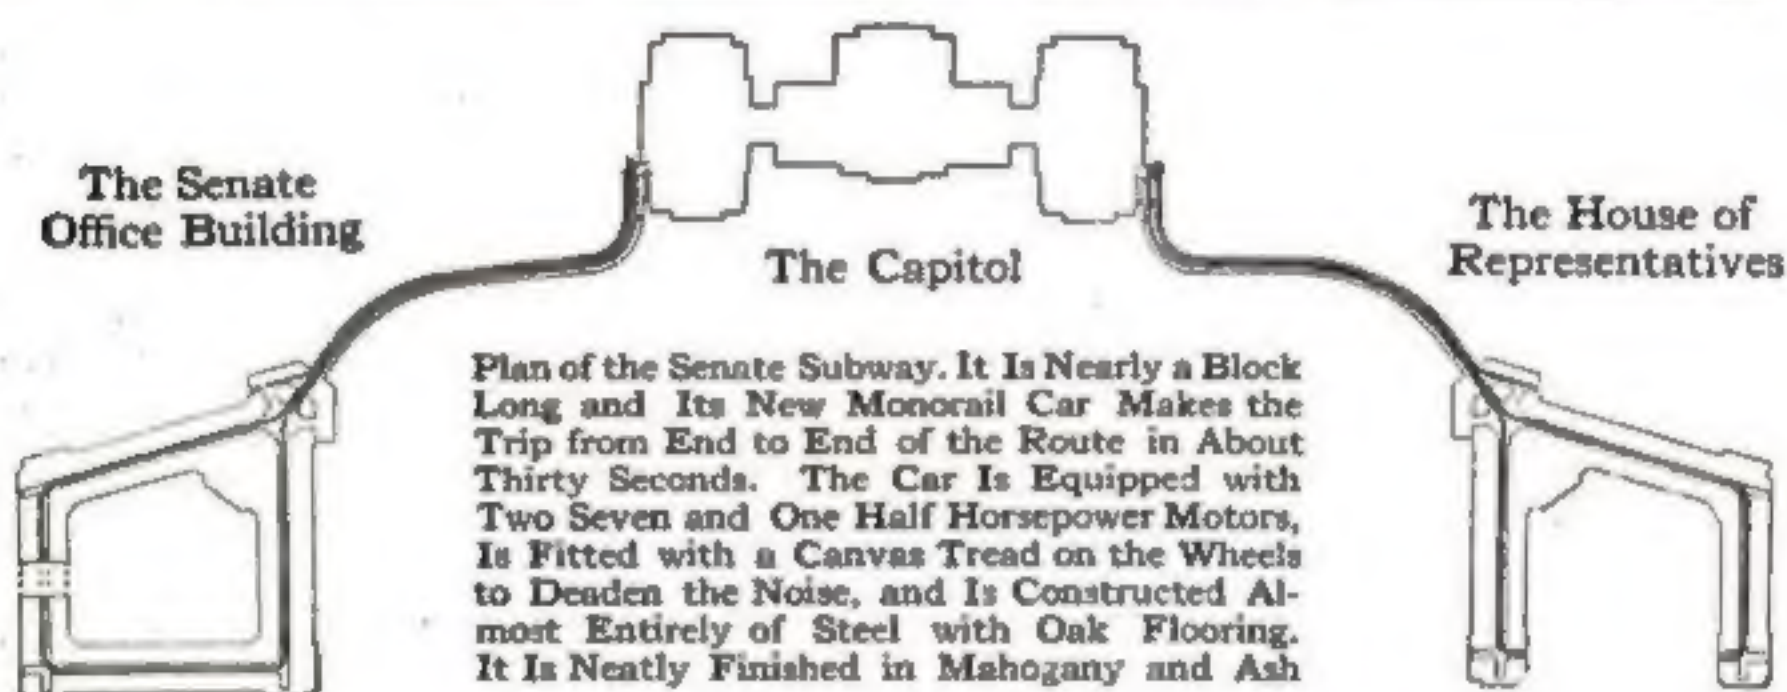 The Senate
Office Building
The Capitol
The House of
Representatives
Plan of the Senate Subway. It Is Nearly a Block
Long and Its New Monorail Car Makes the
Trip from End to End of the Route in About
Thirty Seconds. The Car Is Equipped with
Two Seven and One Half Horsepower Motors,
Is Fitted with a Canvas Tread on the Wheels
to Deaden the Noise, and Is Constructed Al-
most Entirely of Steel with Oak Flooring.
It Is Neatly Finished in Mahogany and Ash